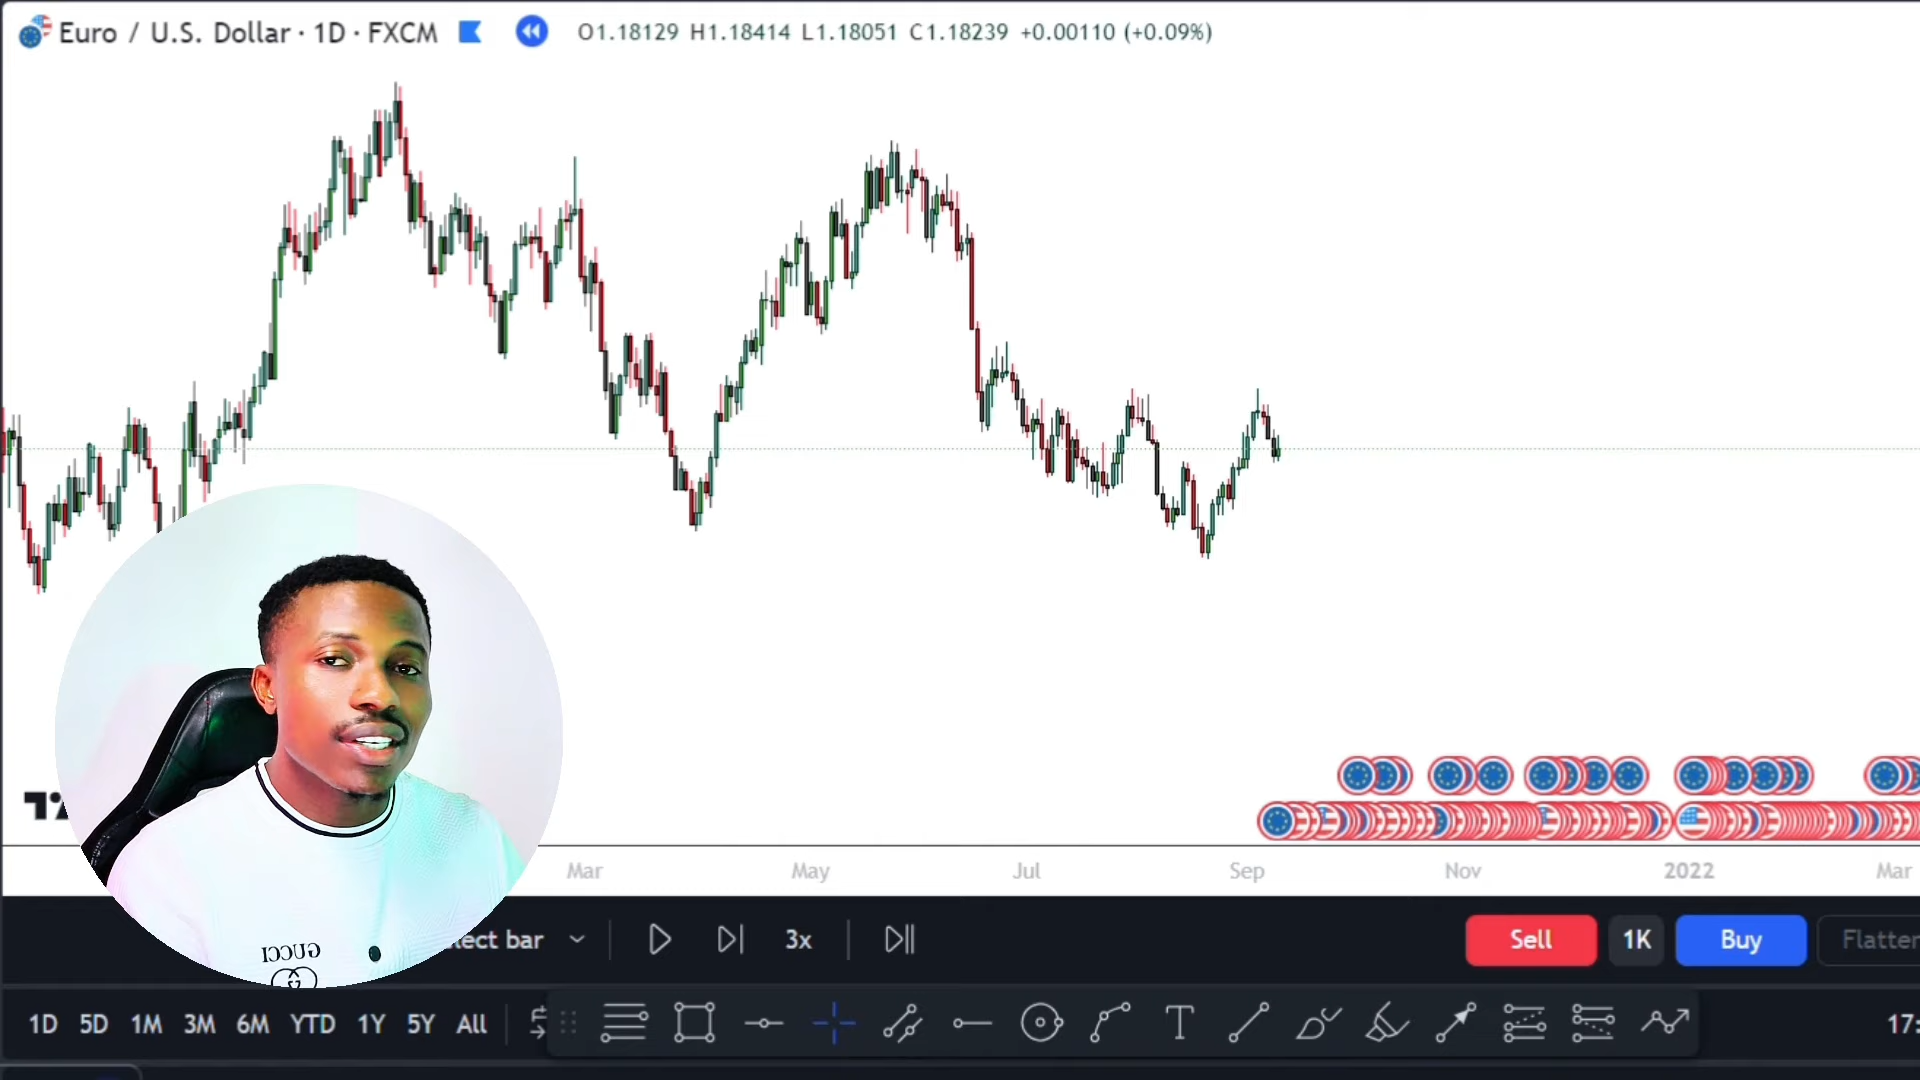 Euro / U.S. Dollar · 1D · FXCM O1.18129 H1.18414 L1.18051 C1.18239 +0.00110 (+0.09%)
Mar May Jul Sep Nov 2022 Mar
GUCCI
lect bar 3x Sell 1K Buy Flatten
1D 5D 1M 3M 6M YTD 1Y 5Y All 17: